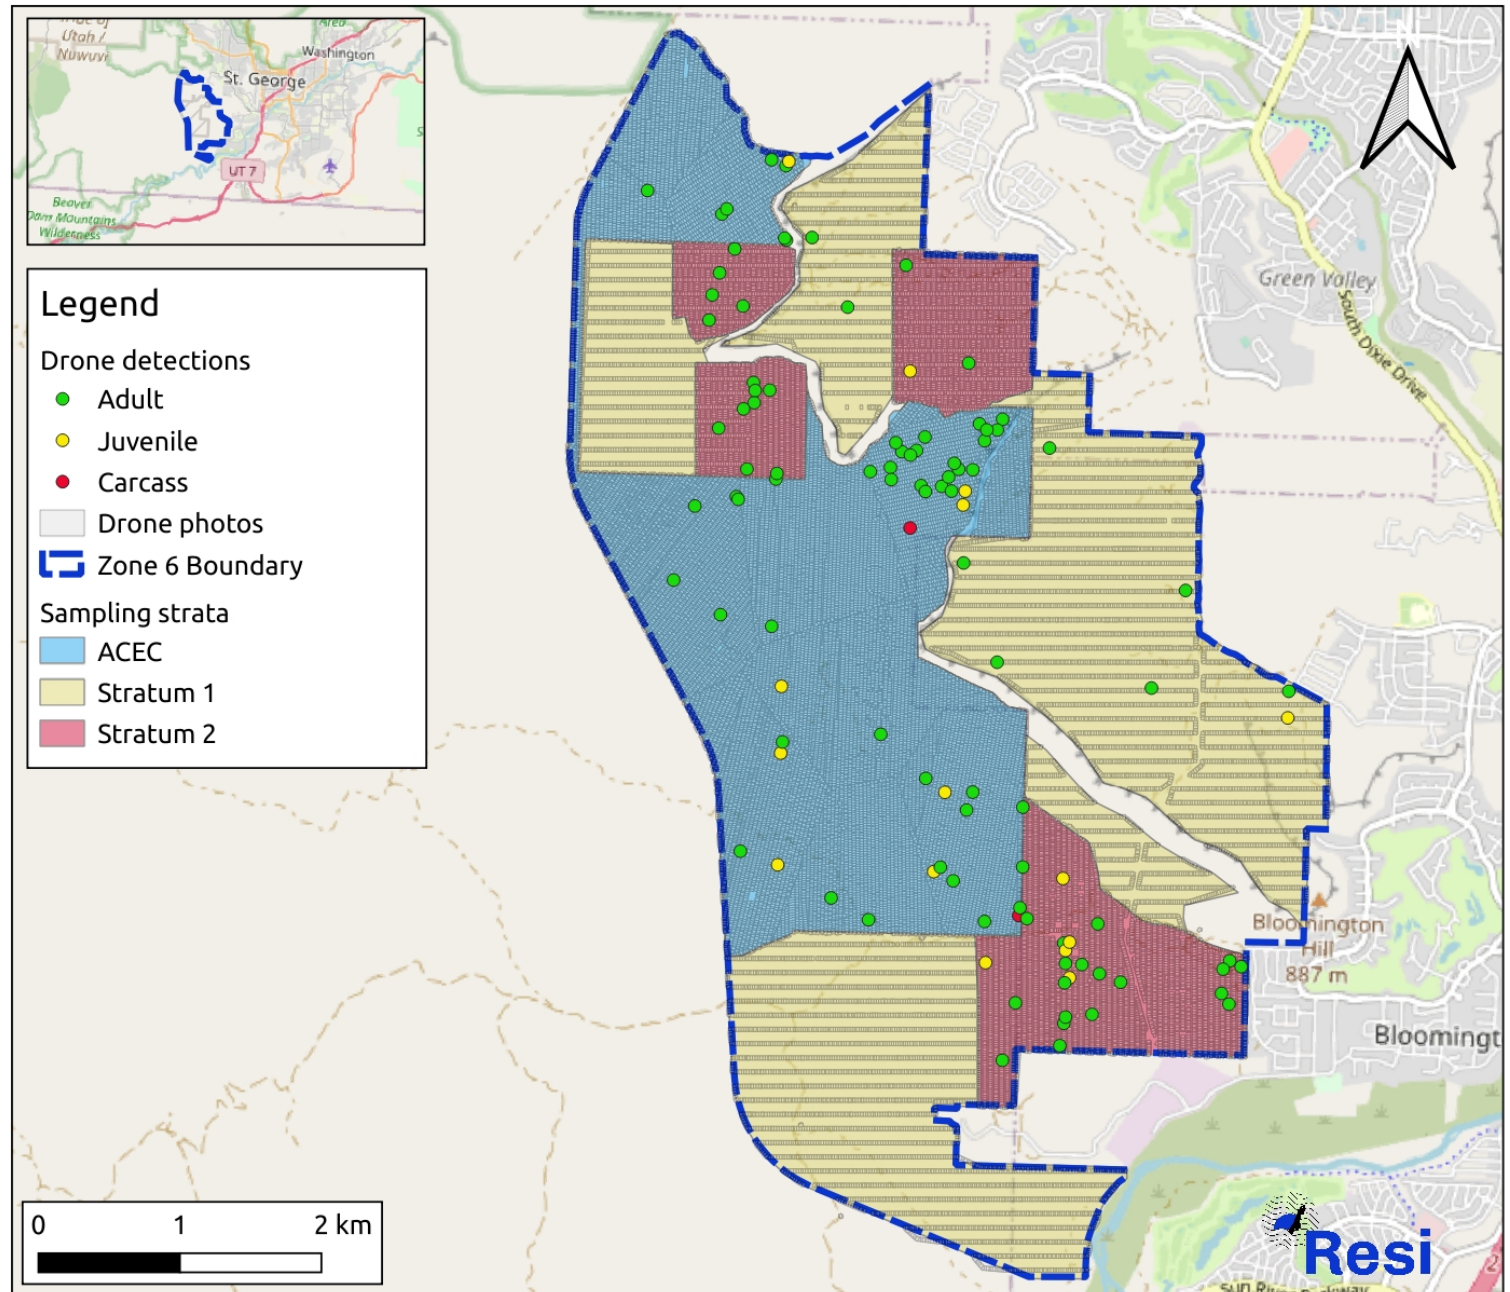 Utah /
Nuwuvi
Area
Washington
St. George
UT 7
Beaver
Dam Mountains
Wilderness
Legend
Drone detections
Adult
Juvenile
Carcass
Drone photos
Zone 6 Boundary
Sampling strata
ACEC
Stratum 1
Stratum 2
0 1 2 km
N
Green Valley
South Dixie Drive
Bloomington
Hill
887 m
Bloomingt
Resi
2